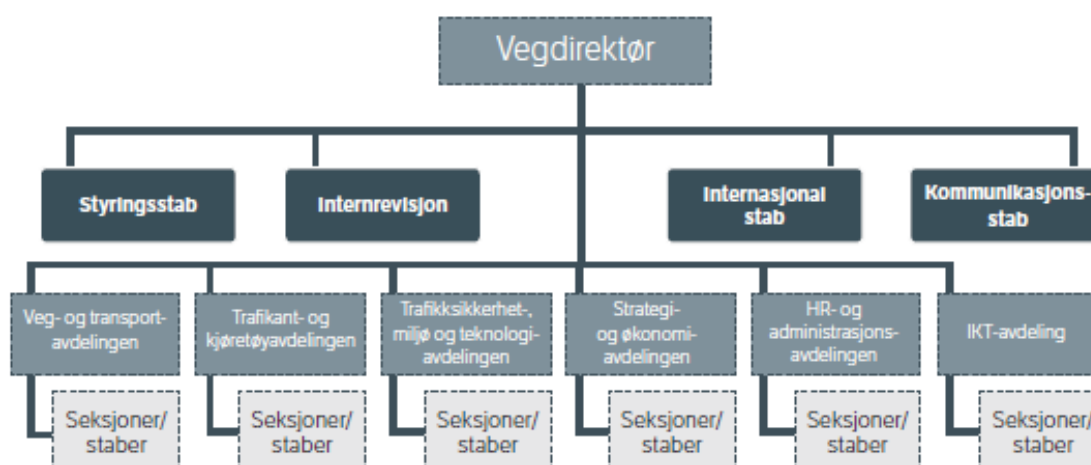 Vegdirektør
Styringsstab
Internrevisjon
Internasjonal
stab
Kommunikasjons-
stab
Veg- og transport-
avdelingen
Trafikant- og
kjøretøyavdelingen
Trafikksikkerhet-,
miljø og teknologi-
avdelingen
Strategi-
og økonomi-
avdelingen
HR- og
administrasjons-
avdelingen
IKT-avdeling
Seksjoner/
staber
Seksjoner/
staber
Seksjoner/
staber
Seksjoner/
staber
Seksjoner/
staber
Seksjoner/
staber